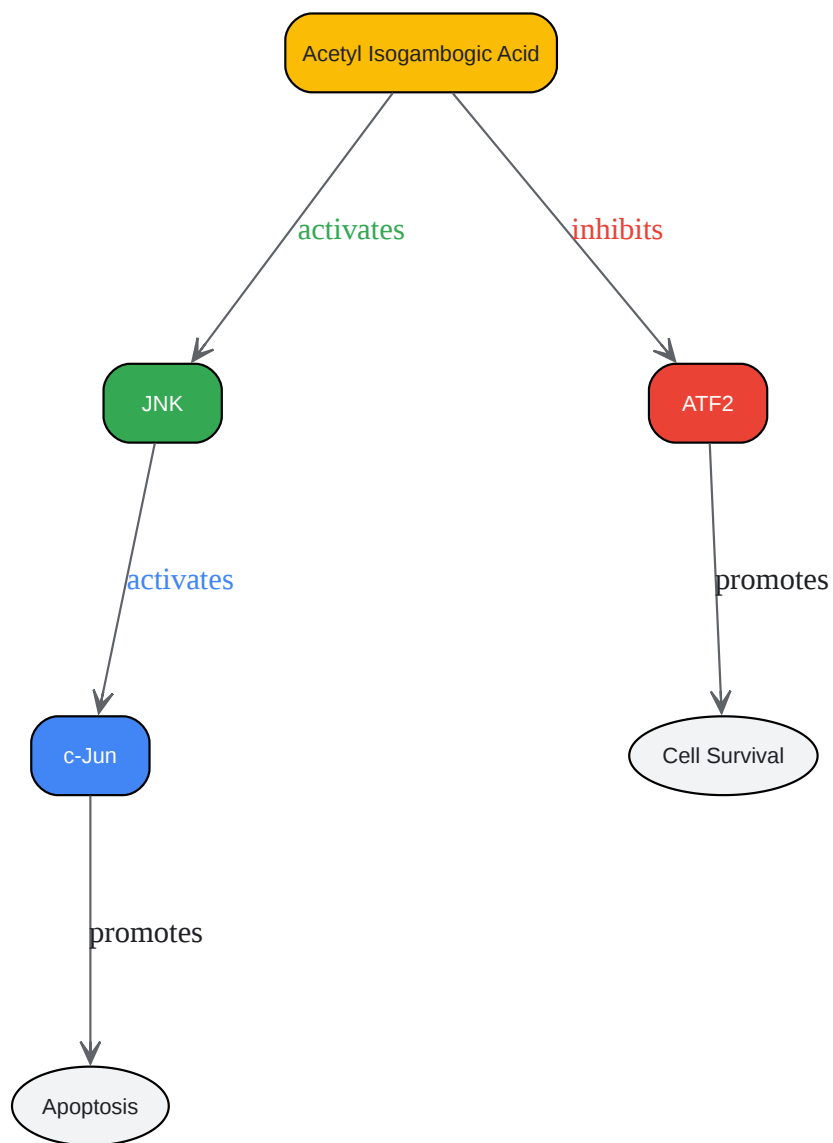 Acetyl Isogambogic Acid
activates
inhibits
JNK
ATF2
activates
promotes
c-Jun
Cell Survival
promotes
Apoptosis